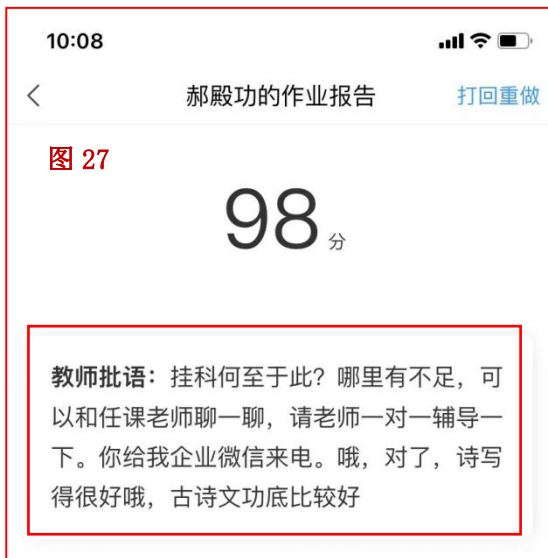 10:08
郝殿功的作业报告 打回重做
图 27
98 分
教师批语：挂科何至于此？哪里有不足，可
以和任课老师聊一聊，请老师一对一辅导一
下。你给我企业微信来电。哦，对了，诗写
得很好哦，古诗文功底比较好